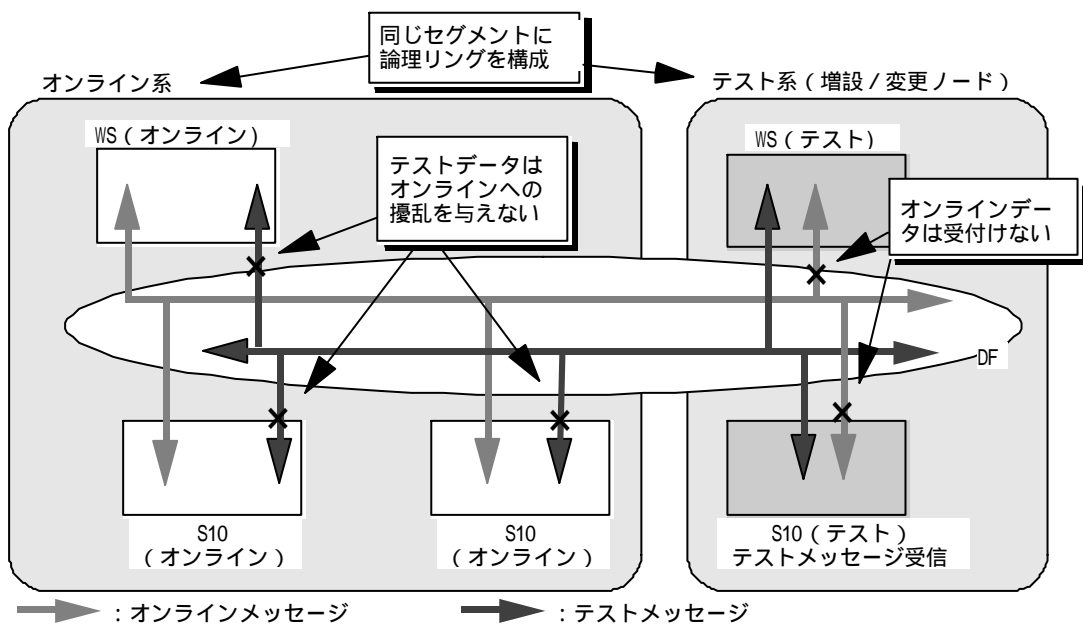 同じセグメントに
論理リングを構成
オンライン系
テスト系(増設/変更ノード)
WS(オンライン)
テストデータは
オンラインへの
擾乱を与えない
WS(テスト)
オンラインデー
タは受付けない
DF
S10
(オンライン)
S10
(オンライン)
S10(テスト)
テストメッセージ受信
:オンラインメッセージ
:テストメッセージ